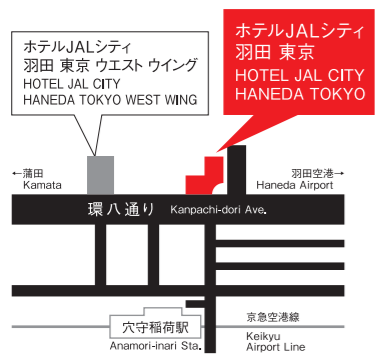 ホテルJALシティ
羽田 東京 ウエスト ウイング
HOTEL JAL CITY
HANEDA TOKYO WEST WING
ホテルJALシティ
羽田 東京
HOTEL JAL CITY
HANEDA TOKYO
←蒲田
Kamata
羽田空港→
Haneda Airport
環八通り Kanpachi-dori Ave.
穴守稲荷駅
Anamori-inari Sta.
京急空港線
Keikyu
Airport Line